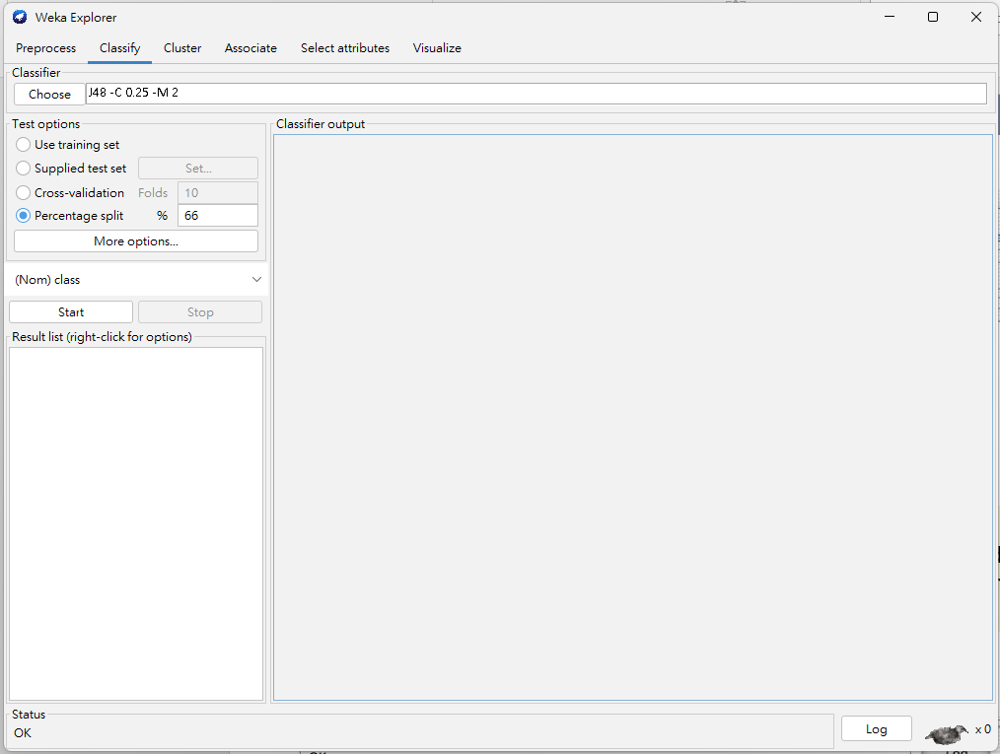 Weka Explorer
Preprocess Classify Cluster Associate Select attributes Visualize
Classifier
Choose J48 -C 0.25 -M 2
Test options
Use training set
Supplied test set Set...
Cross-validation Folds 10
Percentage split % 66
More options...
(Nom) class
Start Stop
Result list (right-click for options)
Classifier output
Status
OK
Log x 0